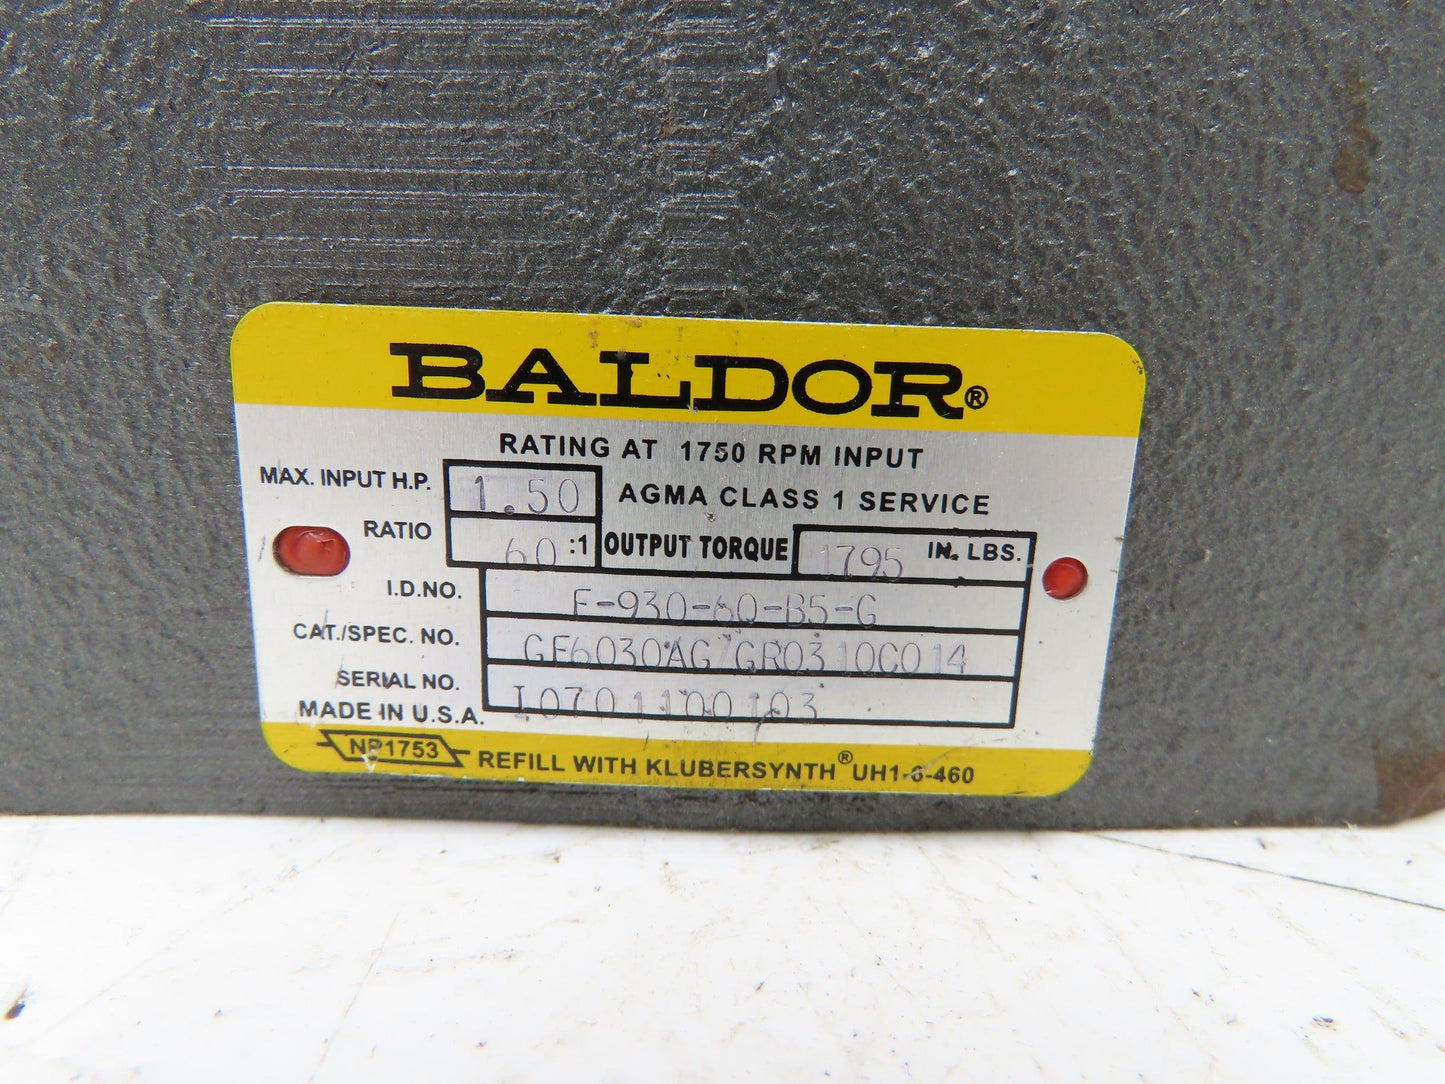 BALDOR®
RATING AT 1750 RPM INPUT
MAX. INPUT H.P. 1.50 AGMA CLASS 1 SERVICE
RATIO 60 :1 OUTPUT TORQUE 1795 IN. LBS.
I.D.NO. F-930-60-B5-G
CAT./SPEC. NO. GF6030AG/GR0310C014
SERIAL NO. I0701100103
MADE IN U.S.A.
NP1753 REFILL WITH KLUBERSYNTH® UH1-6-460